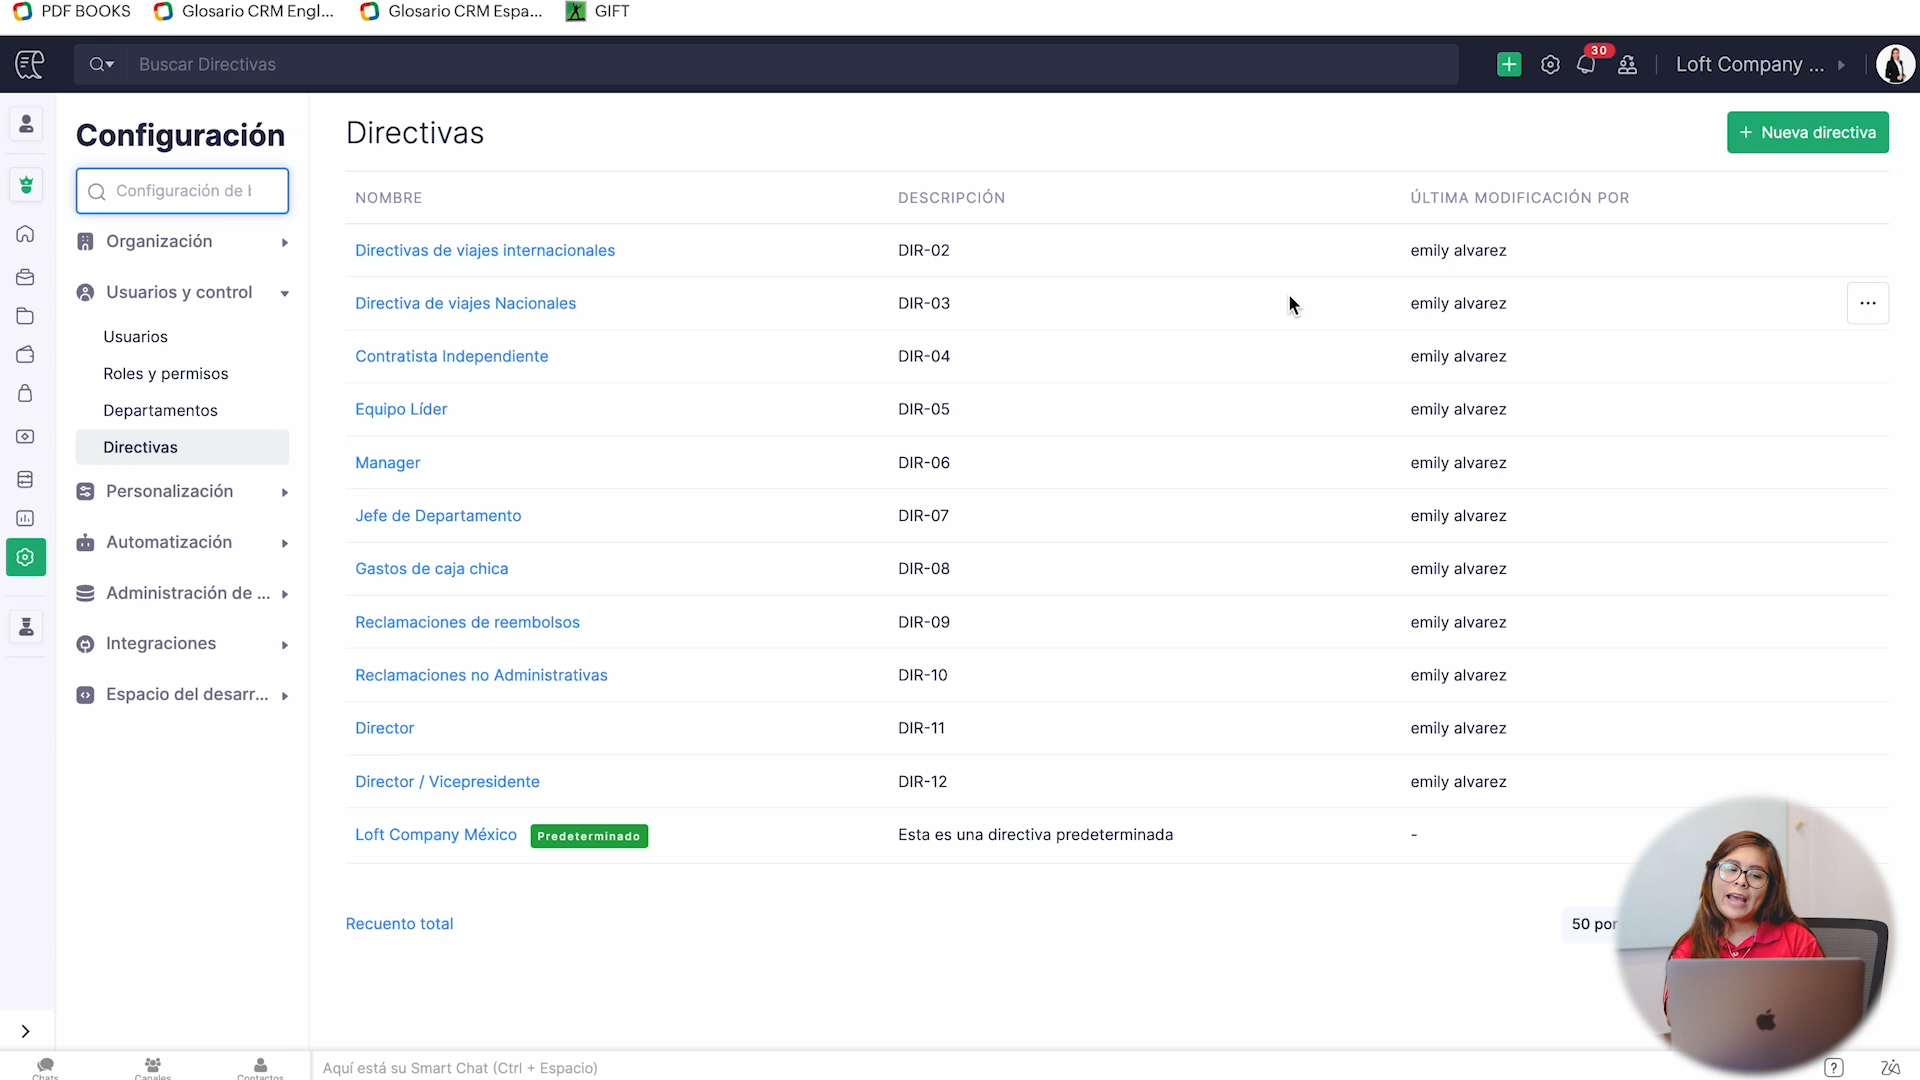 PDF BOOKS
Glosario CRM Engl...
Glosario CRM Espa...
GIFT
Buscar Directivas
30
Loft Company ...
Configuración
Directivas
+ Nueva directiva
Configuración de b
NOMBRE
DESCRIPCIÓN
ÚLTIMA MODIFICACIÓN POR
Organización
Usuarios y control
Usuarios
Roles y permisos
Departamentos
Directivas
Personalización
Automatización
Administración de ...
Integraciones
Espacio del desarr...
Directivas de viajes internacionales
DIR-02
emily alvarez
Directiva de viajes Nacionales
DIR-03
emily alvarez
...
Contratista Independiente
DIR-04
emily alvarez
Equipo Líder
DIR-05
emily alvarez
Manager
DIR-06
emily alvarez
Jefe de Departamento
DIR-07
emily alvarez
Gastos de caja chica
DIR-08
emily alvarez
Reclamaciones de reembolsos
DIR-09
emily alvarez
Reclamaciones no Administrativas
DIR-10
emily alvarez
Director
DIR-11
emily alvarez
Director / Vicepresidente
DIR-12
emily alvarez
Loft Company México
Predeterminado
Esta es una directiva predeterminada
-
Recuento total
50 por
Chats
Canales
Contactos
Aquí está su Smart Chat (Ctrl + Espacio)
?